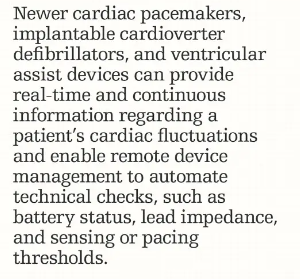 Newer cardiac pacemakers,
implantable cardioverter
defibrillators, and ventricular
assist devices can provide
real-time and continuous
information regarding a
patient's cardiac fluctuations
and enable remote device
management to automate
technical checks, such as
battery status, lead impedance,
and sensing or pacing
thresholds.